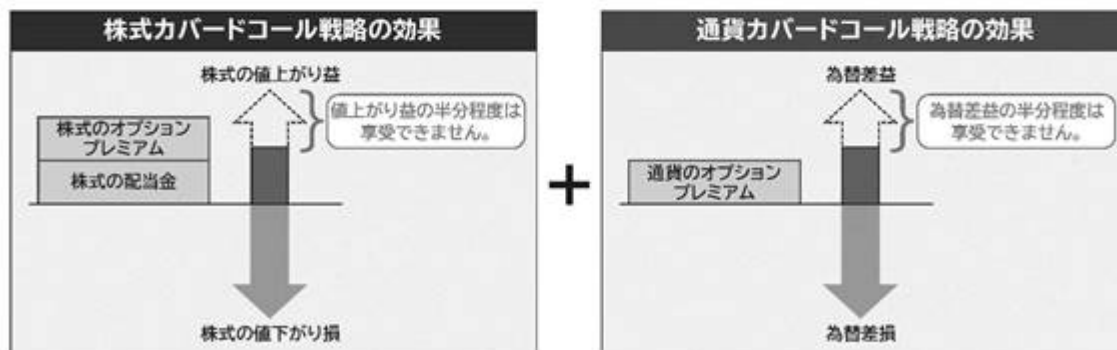 株式カバードコール戦略の効果
株式の値上がり益
値上がり益の半分程度は
享受できません。
株式のオプション
プレミアム
株式の配当金
株式の値下がり損
+
通貨カバードコール戦略の効果
為替差益
為替差益の半分程度は
享受できません。
通貨のオプション
プレミアム
為替差損